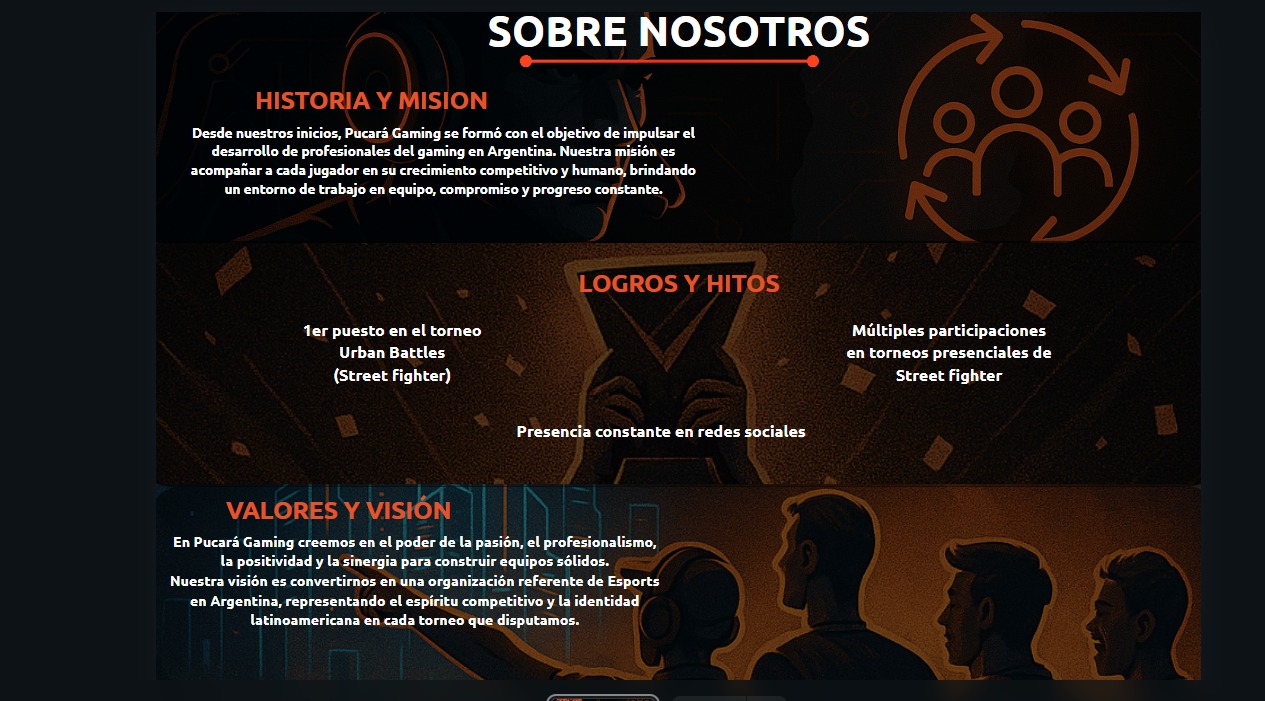 SOBRE NOSOTROS
HISTORIA Y MISION
Desde nuestros inicios, Pucará Gaming se formó con el objetivo de impulsar el
desarrollo de profesionales del gaming en Argentina. Nuestra misión es
acompañar a cada jugador en su crecimiento competitivo y humano, brindando
un entorno de trabajo en equipo, compromiso y progreso constante.
LOGROS Y HITOS
1er puesto en el torneo
Urban Battles
(Street fighter)
Múltiples participaciones
en torneos presenciales de
Street fighter
Presencia constante en redes sociales
VALORES Y VISIÓN
En Pucará Gaming creemos en el poder de la pasión, el profesionalismo,
la positividad y la sinergia para construir equipos sólidos.
Nuestra visión es convertirnos en una organización referente de Esports
en Argentina, representando el espíritu competitivo y la identidad
latinoamericana en cada torneo que disputamos.